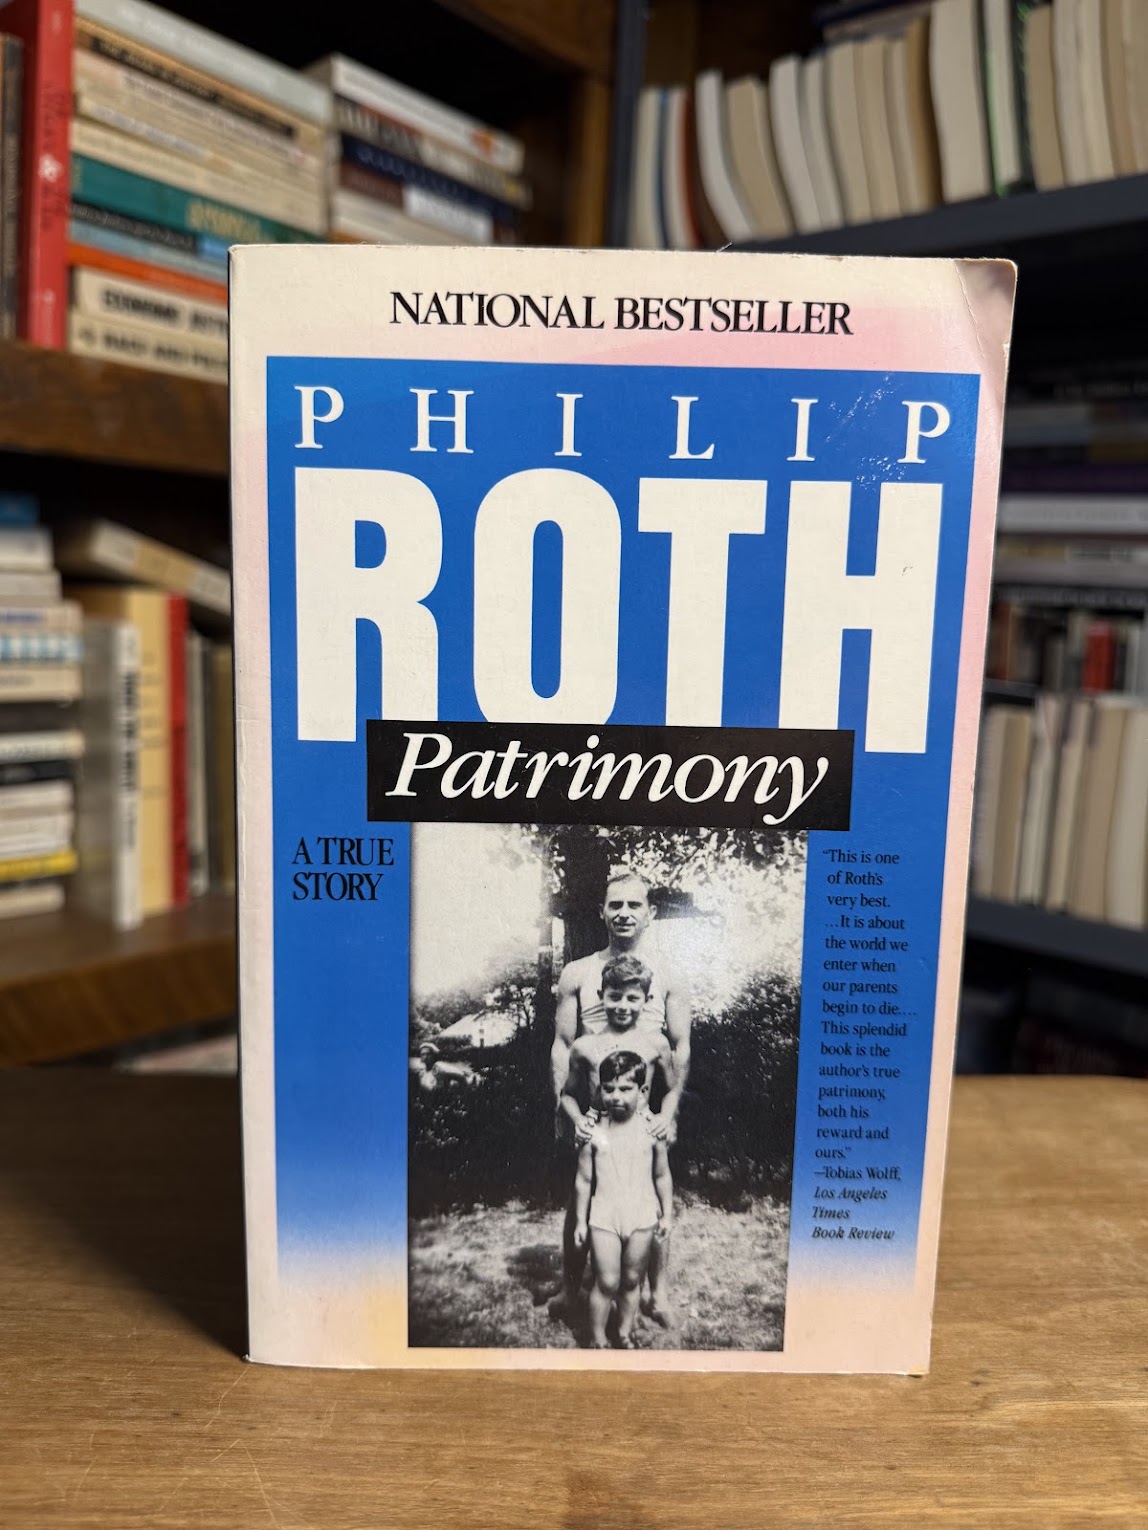 NATIONAL BESTSELLER
PHILIP
ROTH
Patrimony
A TRUE
STORY
"This is one
of Roth's
very best.
...It is about
the world we
enter when
our parents
begin to die....
This splendid
book is the
author's true
patrimony,
both his
reward and
ours."
—Tobias Wolff,
Los Angeles
Times
Book Review